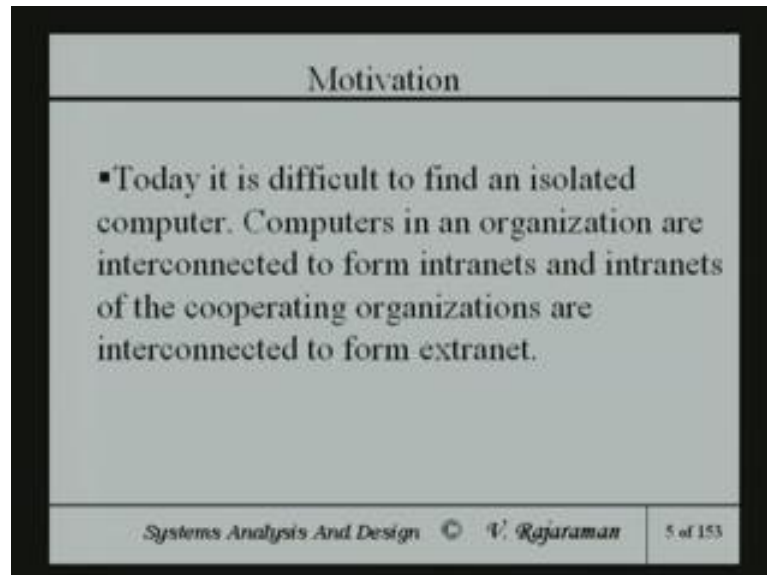 Motivation
▪Today it is difficult to find an isolated
computer. Computers in an organization are
interconnected to form intranets and intranets
of the cooperating organizations are
interconnected to form extranet.
Systems Analysis And Design © V. Rajaraman 5 of 153